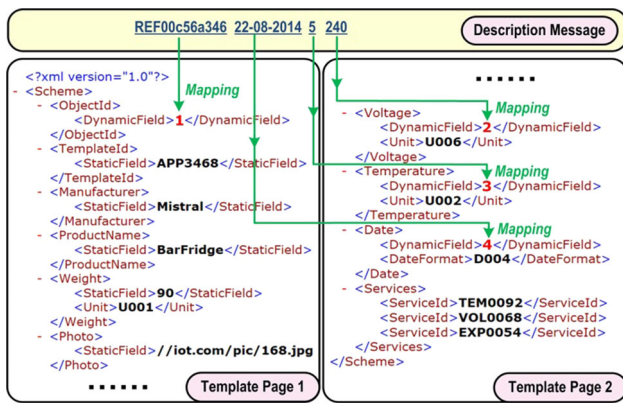 REF00c56a346 22-08-2014 5 240
Description Message
<?xml version="1.0"?>
- <Scheme>
- <ObjectId>
<DynamicField>1</DynamicField>
</ObjectId>
- <TemplateId>
<StaticField>APP3468</StaticField>
</TemplateId>
- <Manufacturer>
<StaticField>Mistral</StaticField>
</Manufacturer>
- <ProductName>
<StaticField>BarFridge</StaticField>
</ProductName>
- <Weight>
<StaticField>90</StaticField>
<Unit>U001</Unit>
</Weight>
- <Photo>
<StaticField>//iot.com/pic/168.jpg
</Photo>
......
Mapping
Template Page 1
......
Mapping
- <Voltage>
<DynamicField>2</DynamicField>
<Unit>U006</Unit>
</Voltage>
Mapping
- <Temperature>
<DynamicField>3</DynamicField>
<Unit>U002</Unit>
</Temperature>
Mapping
- <Date>
<DynamicField>4</DynamicField>
<DateFormat>D004</DateFormat>
</Date>
- <Services>
<ServiceId>TEM0092</ServiceId>
<ServiceId>VOL0068</ServiceId>
<ServiceId>EXP0054</ServiceId>
</Services>
</Scheme>
Template Page 2